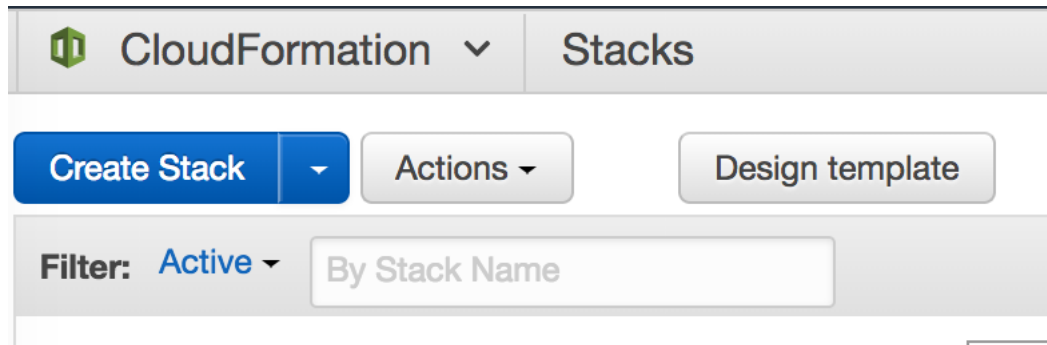 CloudFormation Stacks
Create Stack Actions Design template
Filter: Active By Stack Name